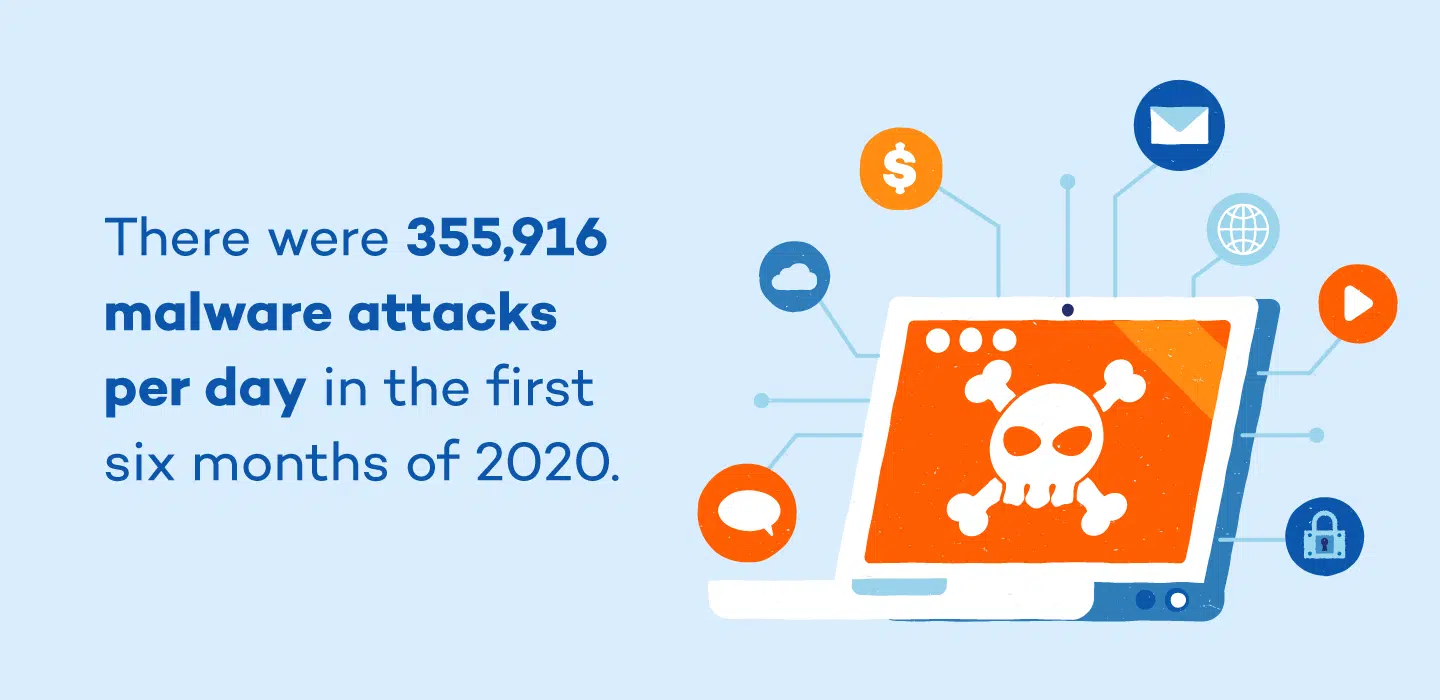 There were 355,916
malware attacks
per day in the first
six months of 2020.
$